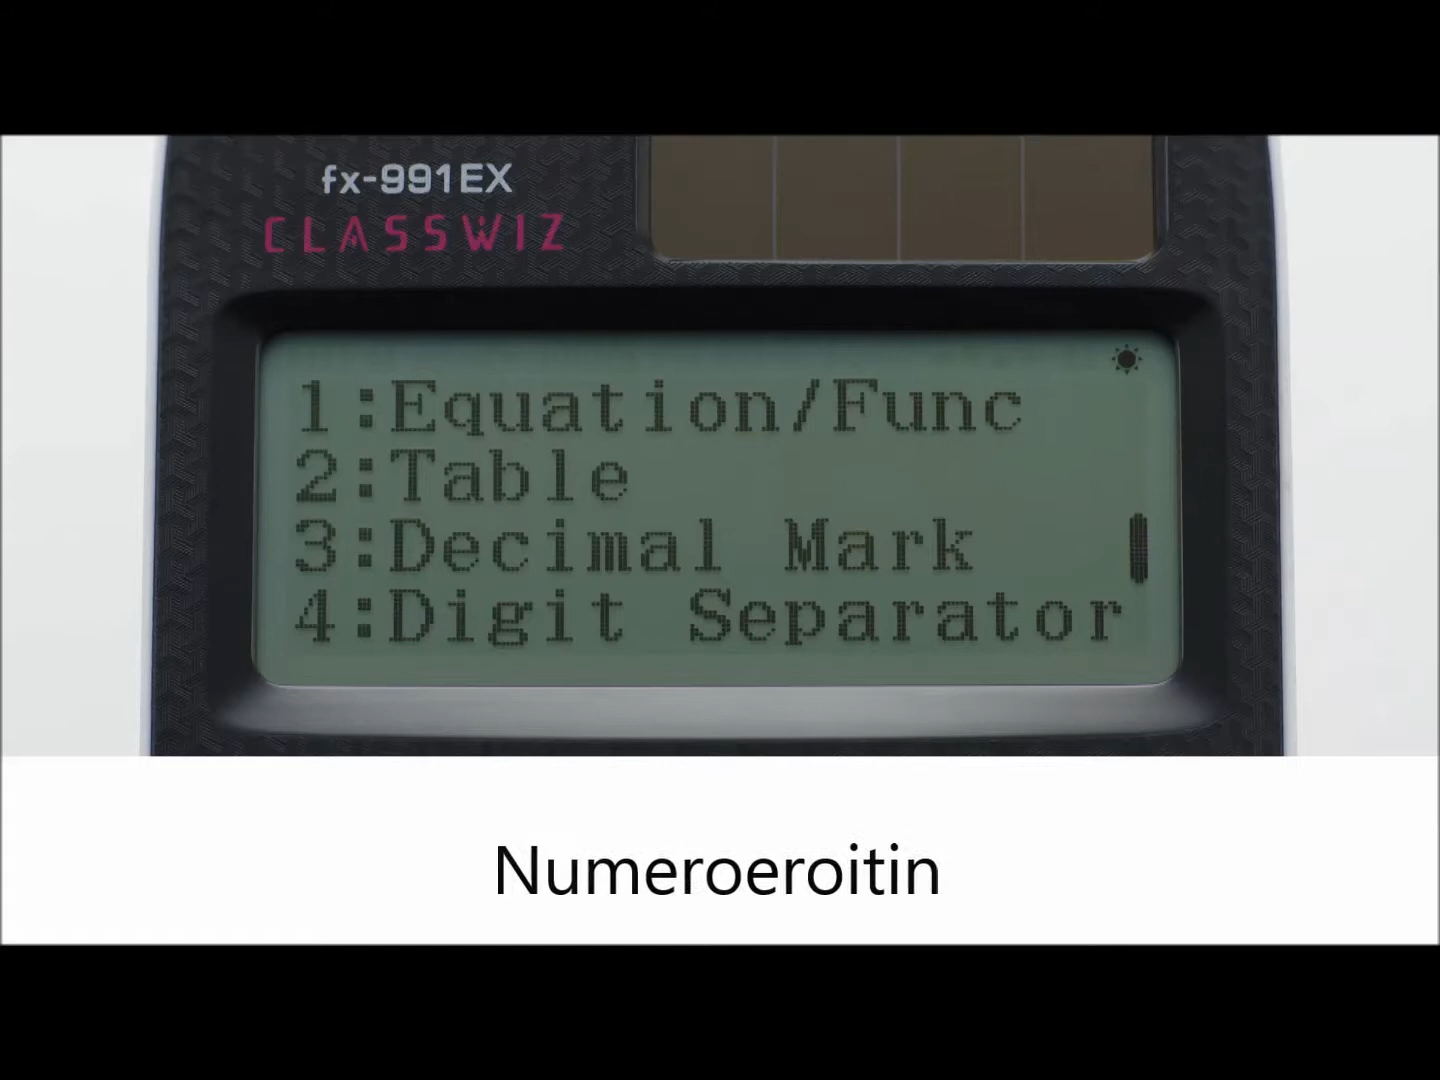 fx-991EX
CLASSWIZ
1:Equation/Func
2:Table
3:Decimal Mark
4:Digit Separator
Numeroeroitin